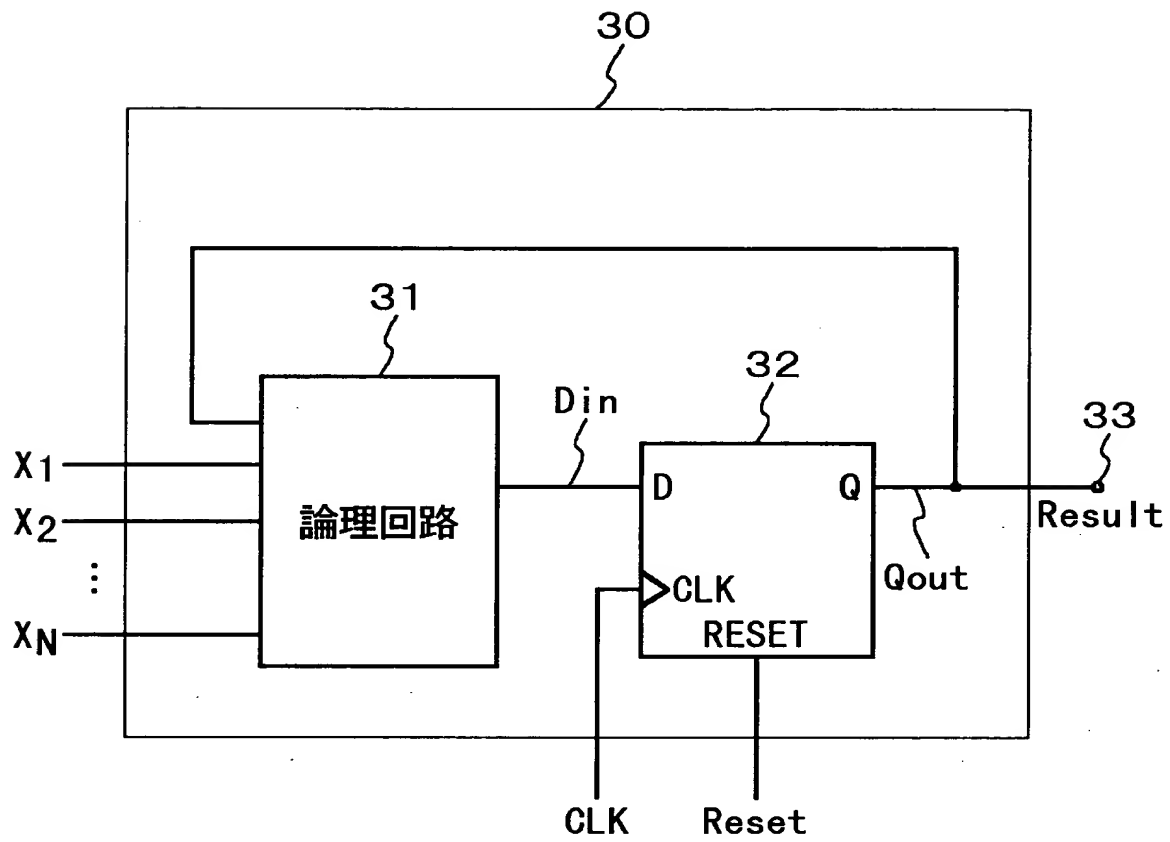 30
31
32
Din
33
X1
D
Q
X2
論理回路
Result
⋮
CLK
Qout
XN
RESET
CLK
Reset